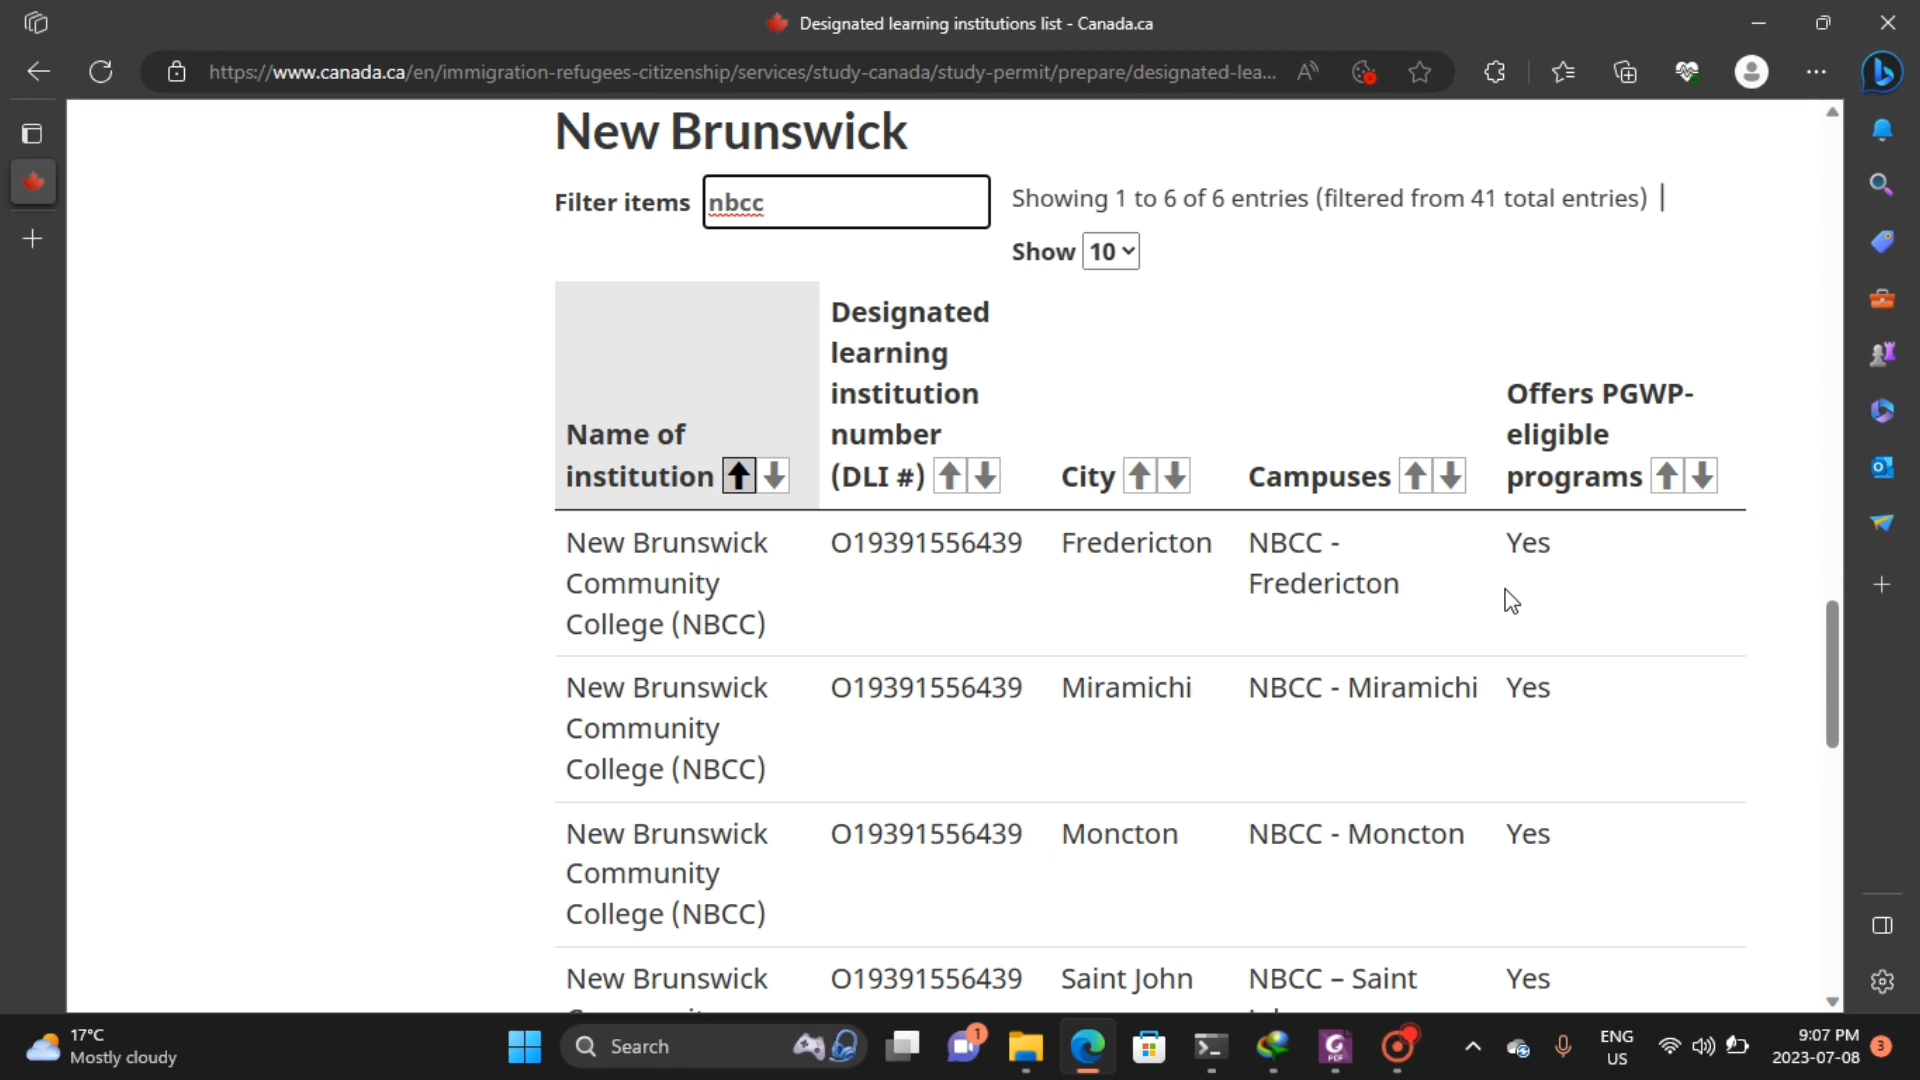 Designated learning institutions list - Canada.ca
https://www.canada.ca/en/immigration-refugees-citizenship/services/study-canada/study-permit/prepare/designated-lea...
New Brunswick
Filter items nbcc Showing 1 to 6 of 6 entries (filtered from 41 total entries) |
Show 10
Name of institution
Designated learning institution number (DLI #)
City
Campuses
Offers PGWP-eligible programs
New Brunswick O19391556439 Fredericton NBCC - Yes
Community Fredericton
College (NBCC)
New Brunswick O19391556439 Miramichi NBCC - Miramichi Yes
Community
College (NBCC)
New Brunswick O19391556439 Moncton NBCC - Moncton Yes
Community
College (NBCC)
New Brunswick O19391556439 Saint John NBCC – Saint Yes
17°C
Mostly cloudy
Search
1
ENG
US
9:07 PM
2023-07-08
3